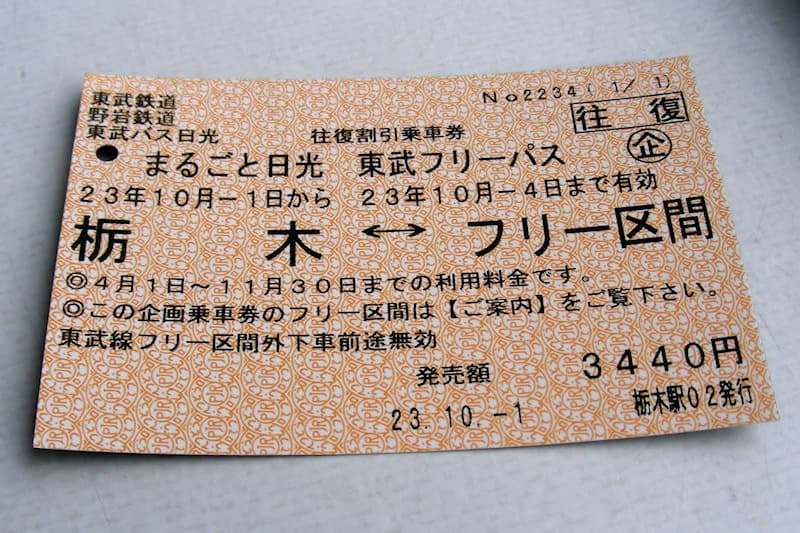 東武鉄道
野岩鉄道
東武バス日光
往復割引乗車券
No2234( 1/ 1)
往復
●まるごと日光 東武フリーパス
㊭
23年10月-1日から 23年10月-4日まで有効
栃木 ↔ フリー区間
◎4月1日～11月30日までの利用料金です。
◎この企画乗車券のフリー区間は【ご案内】をご覧下さい。
東武線フリー区間外下車前途無効
発売額 3440円
23.10.-1 栃木駅02発行